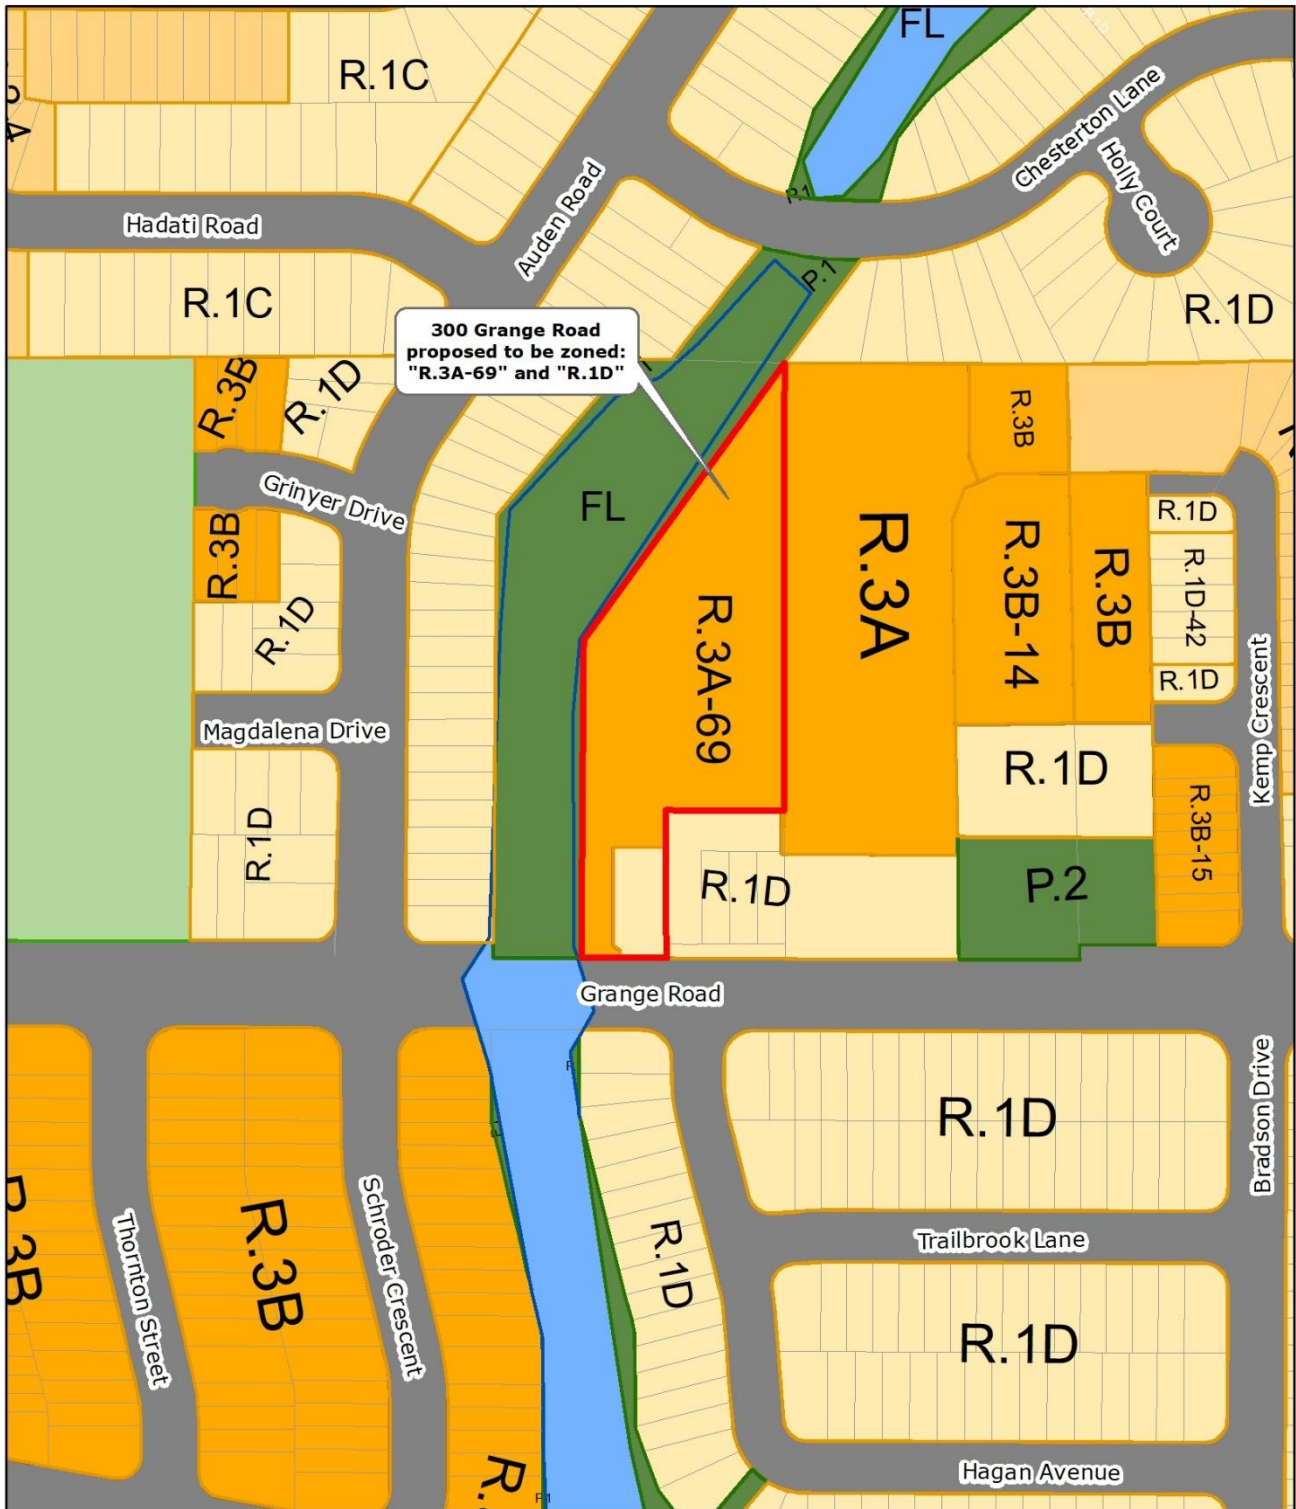 FL
R.1C
Chesterton Lane
Holly Court
P.1
Hadati Road
Auden Road
P.1
R.1C
R.1D
300 Grange Road
proposed to be zoned:
"R.3A-69" and "R.1D"
R.3B
R.1D
R.3B
Grinyer Drive
FL
R.3A
R.3B-14
R.3B
R.1D
R.1D-42
R.1D
R.3B
R.1D
R.3A-69
Kemp Crescent
Magdalena Drive
R.1D
R.1D
R.3B-15
R.1D
P.2
Grange Road
R.1D
Bradson Drive
R.3B
R.3B
Thornton Street
Schroder Crescent
R.1D
Trailbrook Lane
R.1D
Hagan Avenue
P.1